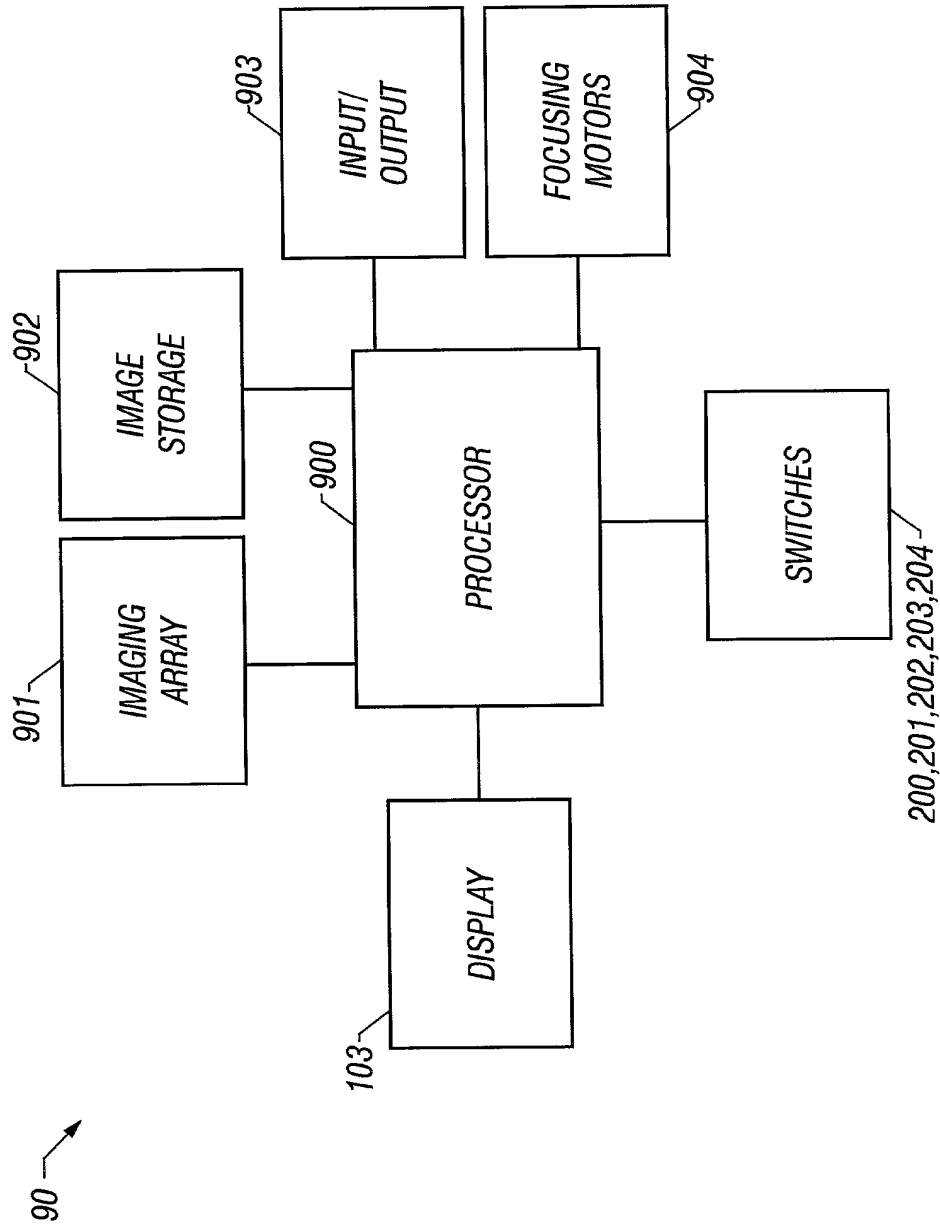 90
901
IMAGING
ARRAY
902
IMAGE
STORAGE
903
INPUT/
OUTPUT
900
PROCESSOR
103
DISPLAY
FOCUSING
MOTORS
904
SWITCHES
200,201,202,203,204